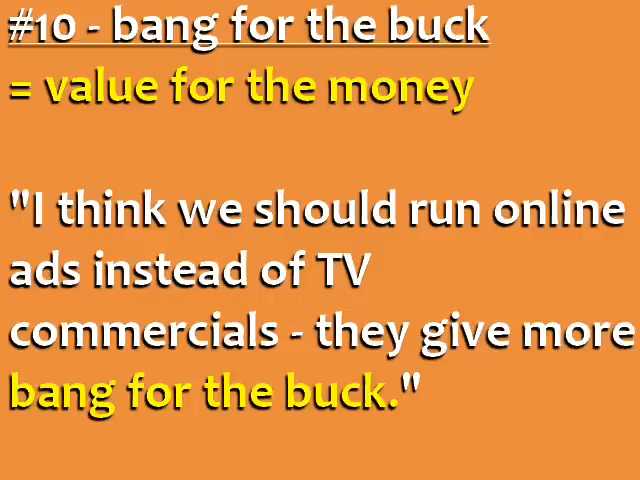 #10 - bang for the buck
= value for the money
"I think we should run online
ads instead of TV
commercials - they give more
bang for the buck."